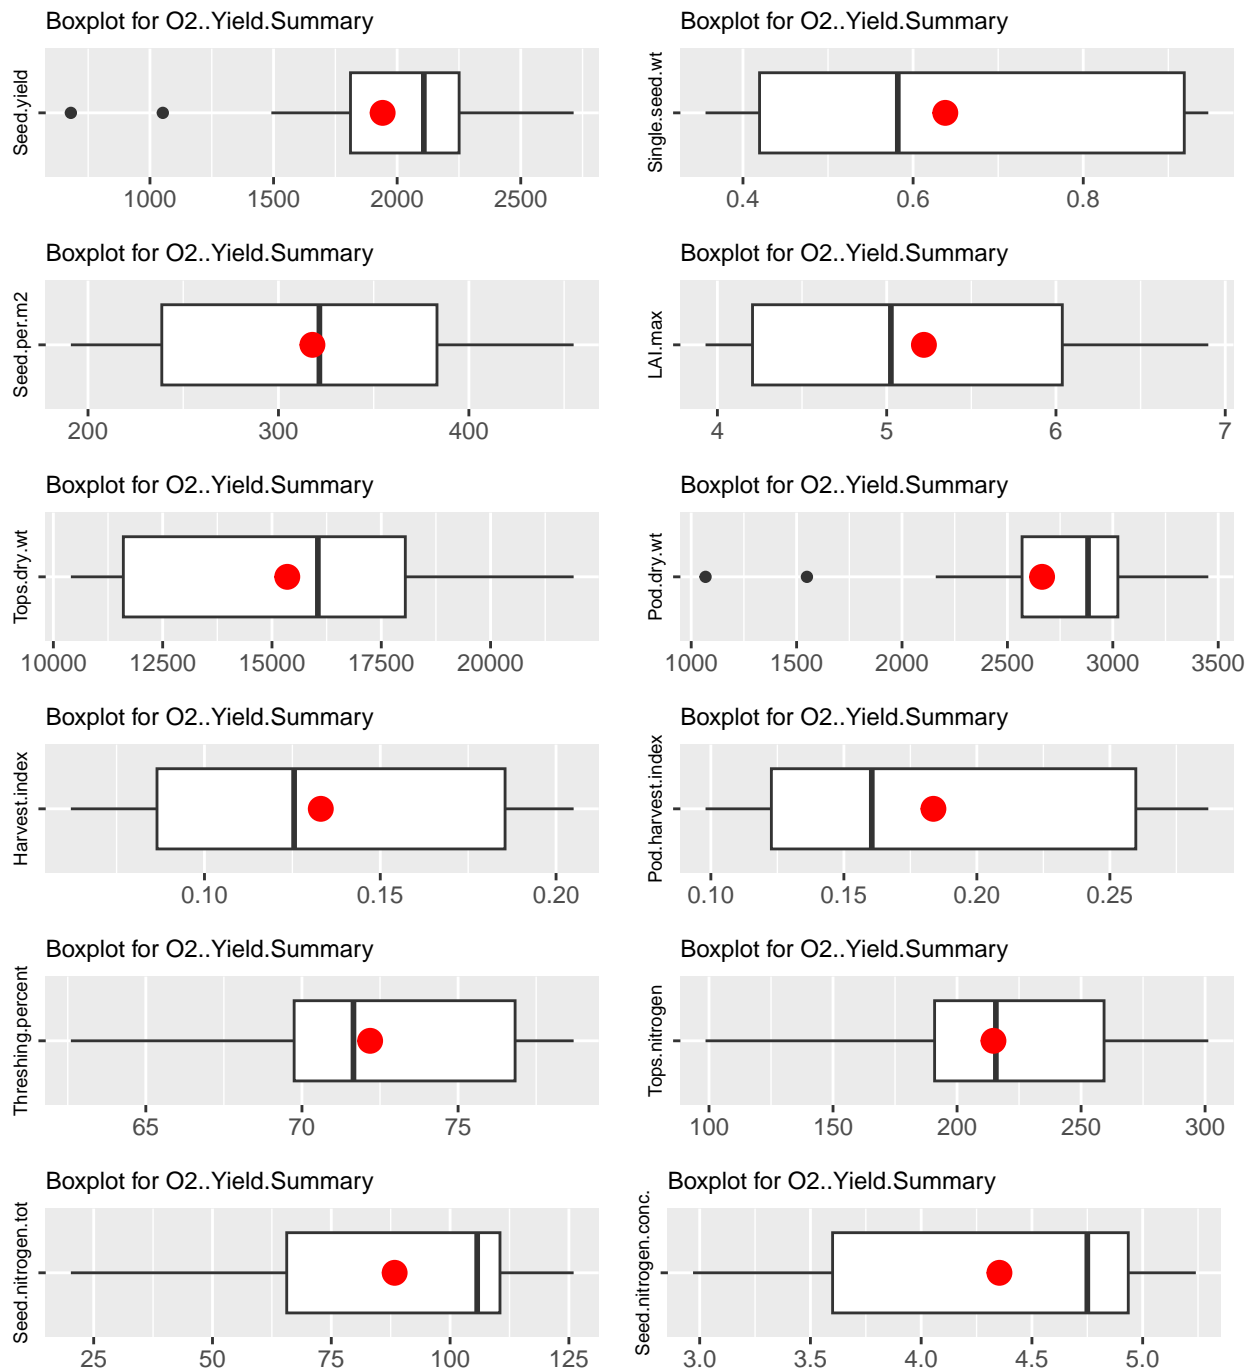 Boxplot for O2..Yield.Summary
Seed.yield
1000 1500 2000 2500
Boxplot for O2..Yield.Summary
Single.seed.wt
0.4 0.6 0.8
Boxplot for O2..Yield.Summary
Seed.per.m2
200 300 400
Boxplot for O2..Yield.Summary
LAI.max
4 5 6 7
Boxplot for O2..Yield.Summary
Tops.dry.wt
10000 12500 15000 17500 20000
Boxplot for O2..Yield.Summary
Pod.dry.wt
1000 1500 2000 2500 3000 3500
Boxplot for O2..Yield.Summary
Harvest.index
0.10 0.15 0.20
Boxplot for O2..Yield.Summary
Pod.harvest.index
0.10 0.15 0.20 0.25
Boxplot for O2..Yield.Summary
Threshing.percent
65 70 75
Boxplot for O2..Yield.Summary
Tops.nitrogen
100 150 200 250 300
Boxplot for O2..Yield.Summary
Seed.nitrogen.tot
25 50 75 100 125
Boxplot for O2..Yield.Summary
Seed.nitrogen.conc.
3.0 3.5 4.0 4.5 5.0